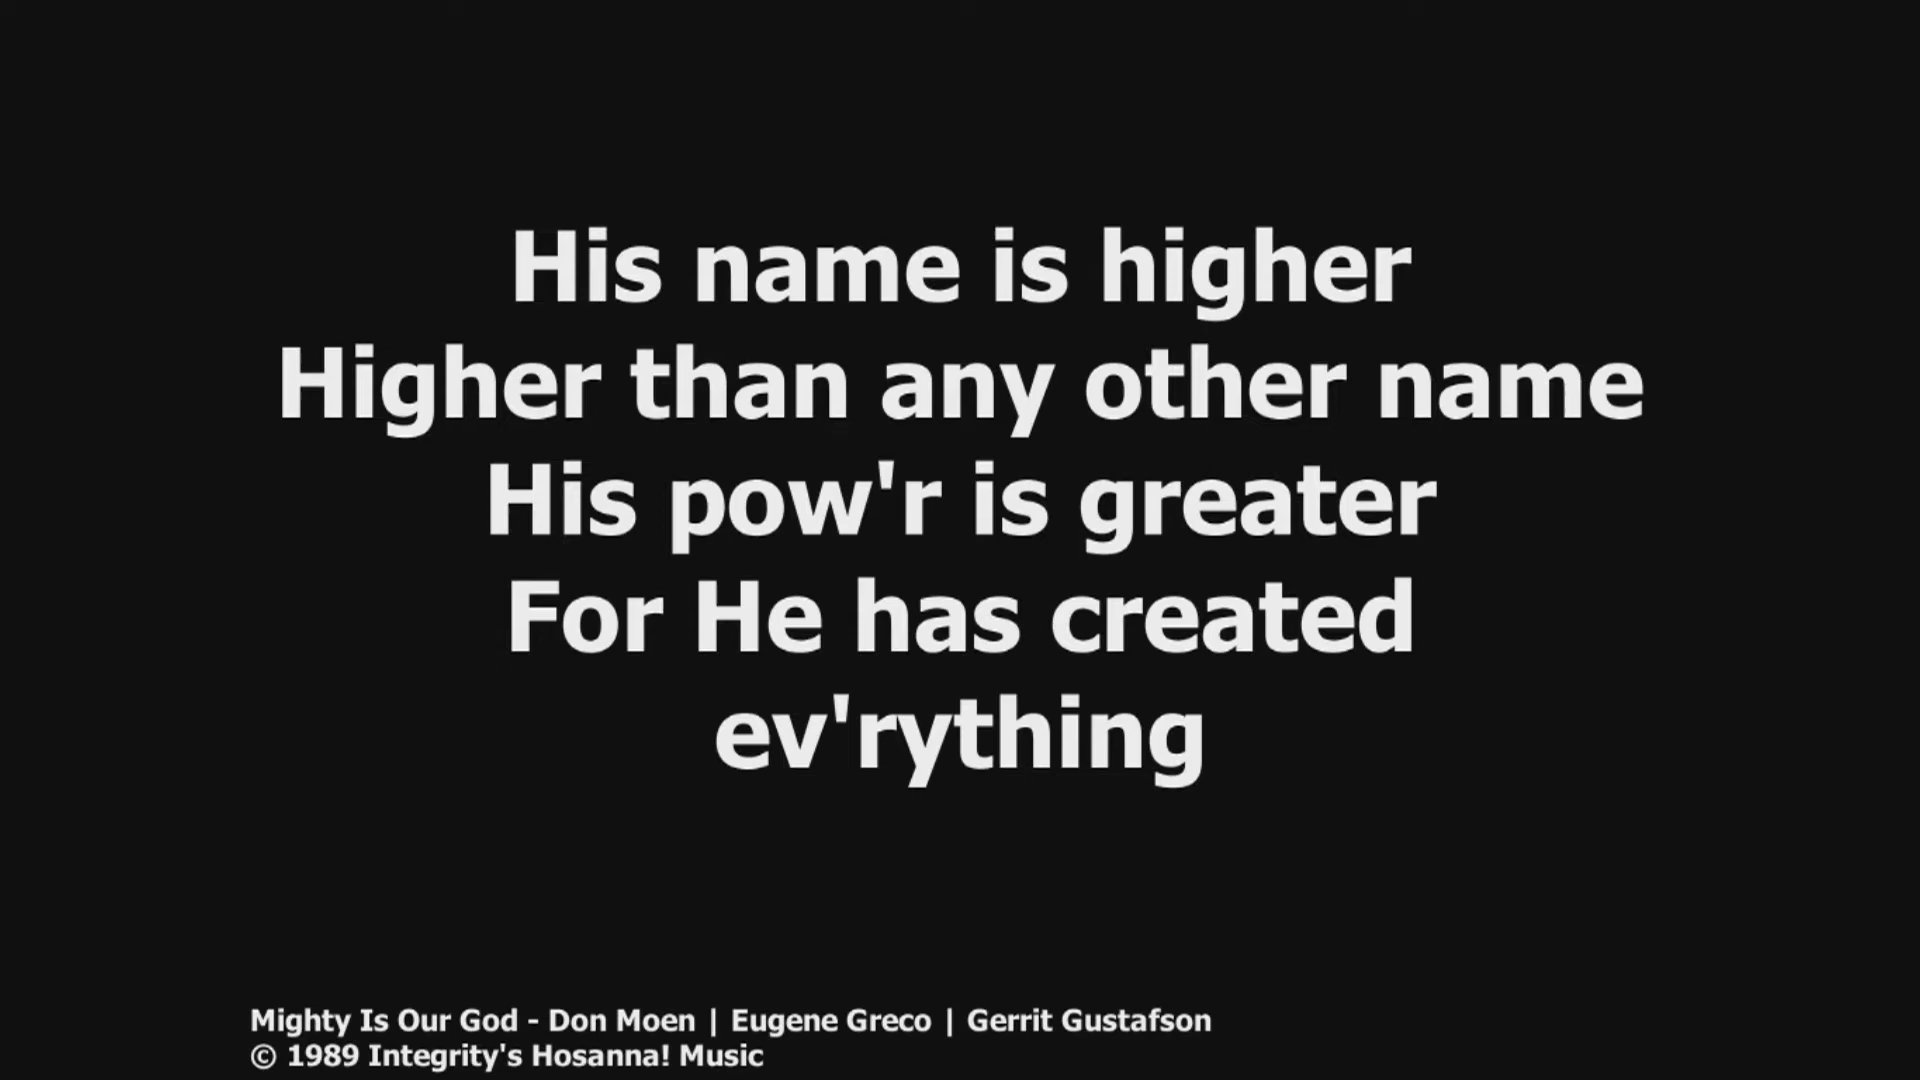 His name is higher
Higher than any other name
His pow'r is greater
For He has created
ev'rything
Mighty Is Our God - Don Moen | Eugene Greco | Gerrit Gustafson
© 1989 Integrity's Hosanna! Music